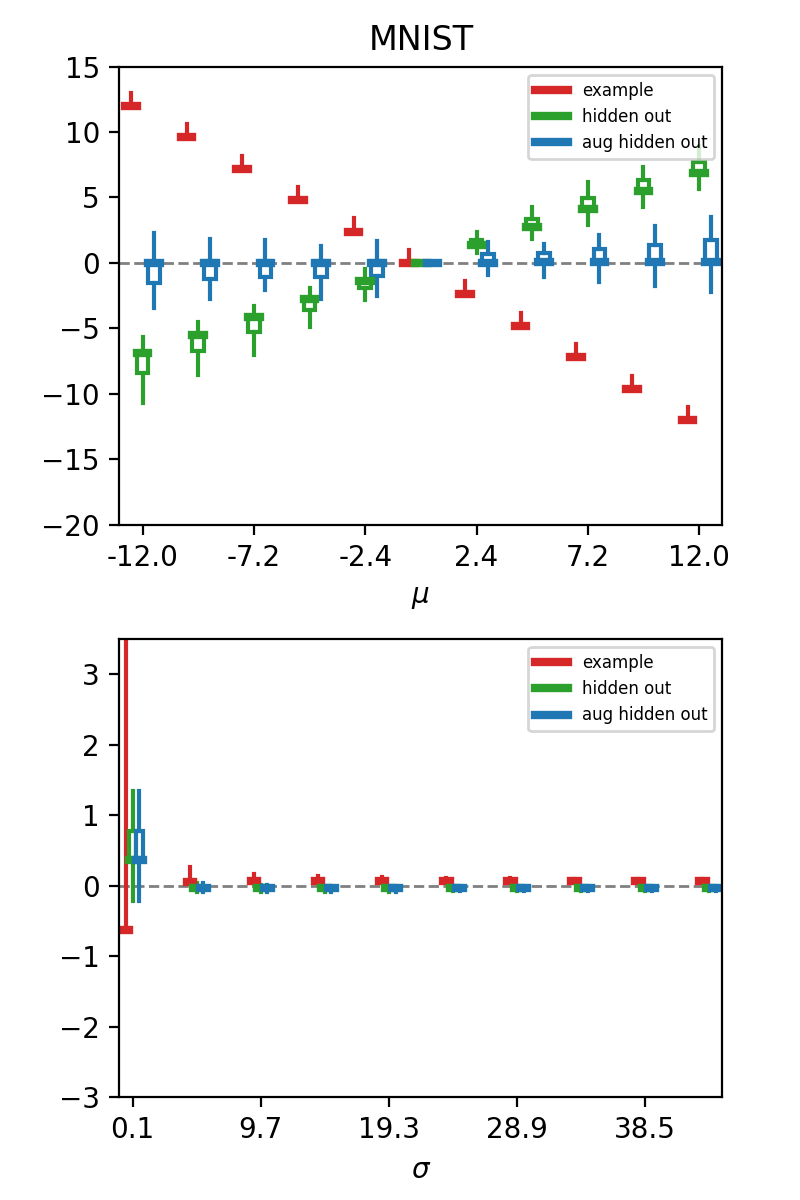 MNIST
15
10
5
0
−5
−10
−15
−20
example
hidden out
aug hidden out
-12.0 -7.2 -2.4 2.4 7.2 12.0
μ
3
2
1
0
−1
−2
−3
example
hidden out
aug hidden out
0.1 9.7 19.3 28.9 38.5
σ